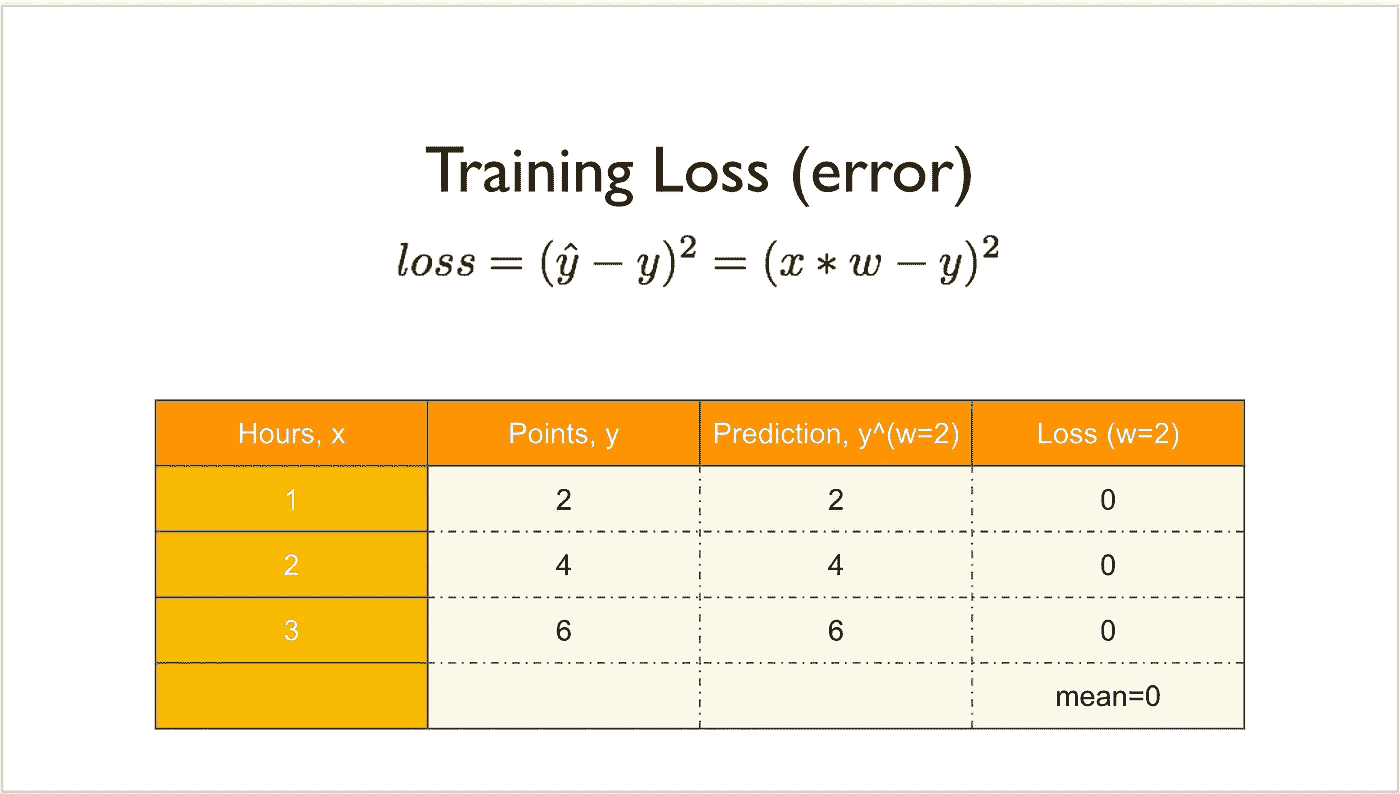 Training Loss (error)
loss = (ŷ − y)² = (x * w − y)²
Hours, x Points, y Prediction, y^(w=2) Loss (w=2)
1 2 2 0
2 4 4 0
3 6 6 0
mean=0